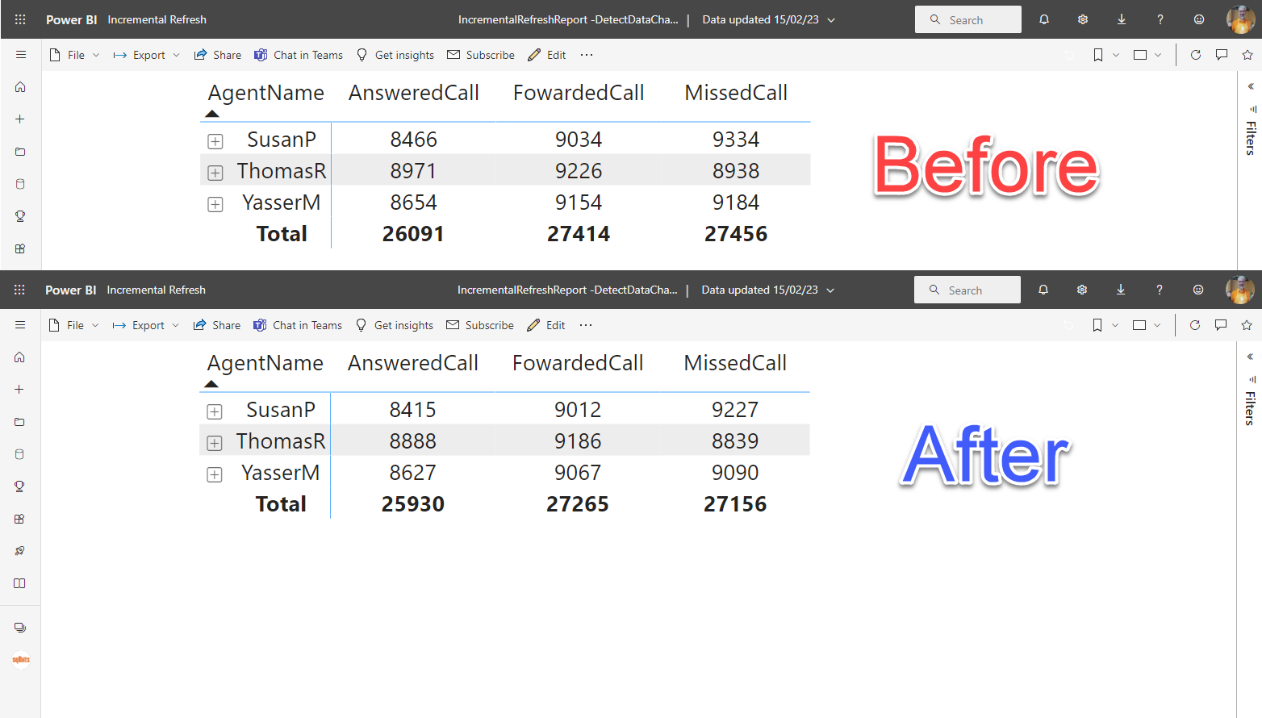 Power BI Incremental Refresh IncrementalRefreshReport -DetectDataCha... | Data updated 15/02/23 Search ?
File Export Share Chat in Teams Get insights Subscribe Edit ...
AgentName AnsweredCall FowardedCall MissedCall
SusanP 8466 9034 9334
ThomasR 8971 9226 8938
YasserM 8654 9154 9184
Total 26091 27414 27456
Before
Filters
Power BI Incremental Refresh IncrementalRefreshReport -DetectDataCha... | Data updated 15/02/23 Search ?
File Export Share Chat in Teams Get insights Subscribe Edit ...
AgentName AnsweredCall FowardedCall MissedCall
SusanP 8415 9012 9227
ThomasR 8888 9186 8839
YasserM 8627 9067 9090
Total 25930 27265 27156
After
Filters